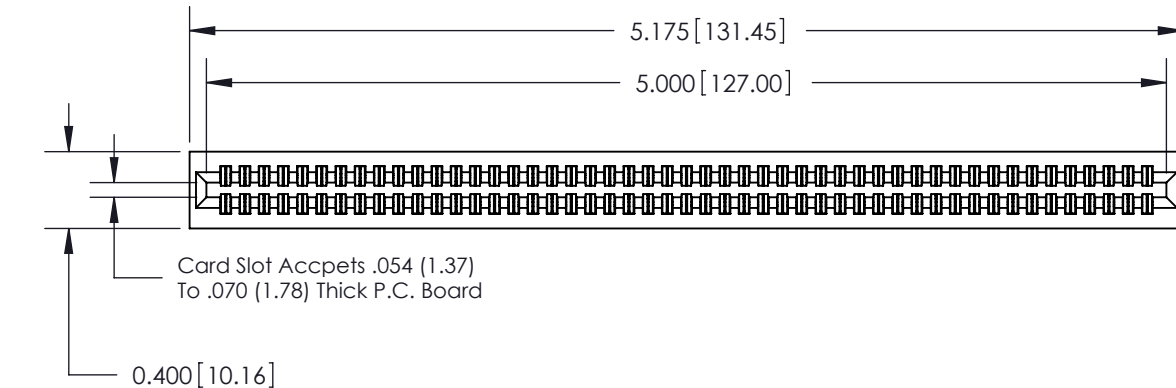 5.175[131.45]
5.000[127.00]
Card Slot Accpets .054 (1.37)
To .070 (1.78) Thick P.C. Board
0.400[10.16]